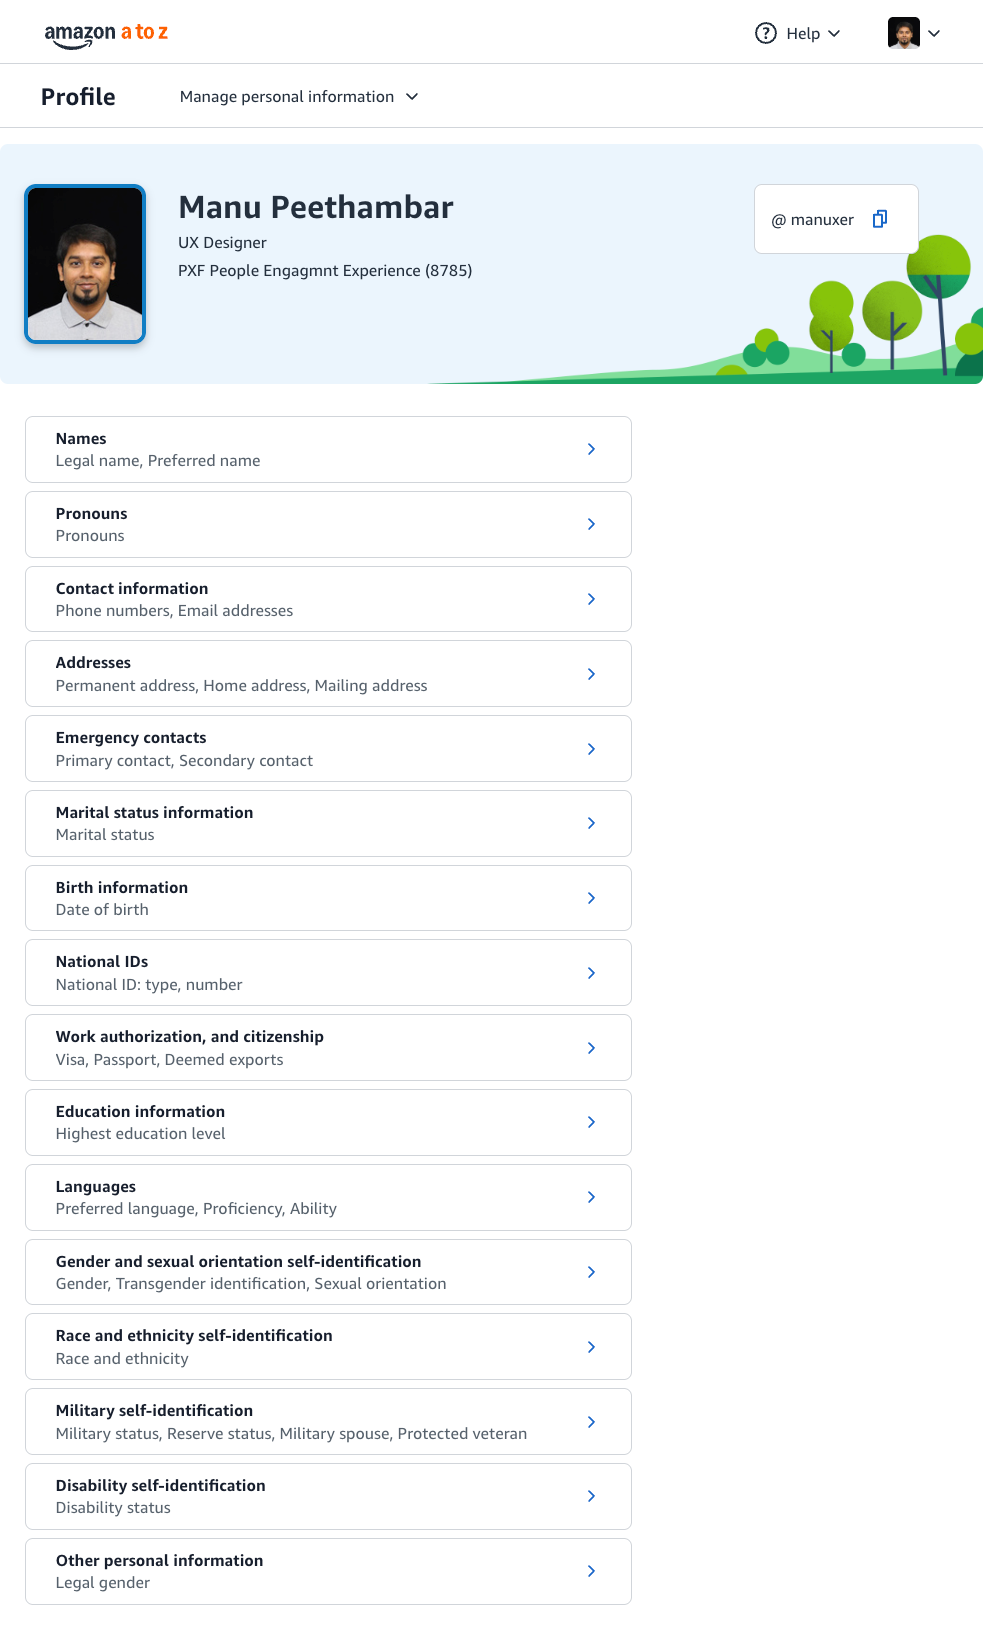 amazon a to z
Help
Profile
Manage personal information
Manu Peethambar
UX Designer
PXF People Engagmnt Experience (8785)
@ manuxer
Names
Legal name, Preferred name
Pronouns
Pronouns
Contact information
Phone numbers, Email addresses
Addresses
Permanent address, Home address, Mailing address
Emergency contacts
Primary contact, Secondary contact
Marital status information
Marital status
Birth information
Date of birth
National IDs
National ID: type, number
Work authorization, and citizenship
Visa, Passport, Deemed exports
Education information
Highest education level
Languages
Preferred language, Proficiency, Ability
Gender and sexual orientation self-identification
Gender, Transgender identification, Sexual orientation
Race and ethnicity self-identification
Race and ethnicity
Military self-identification
Military status, Reserve status, Military spouse, Protected veteran
Disability self-identification
Disability status
Other personal information
Legal gender